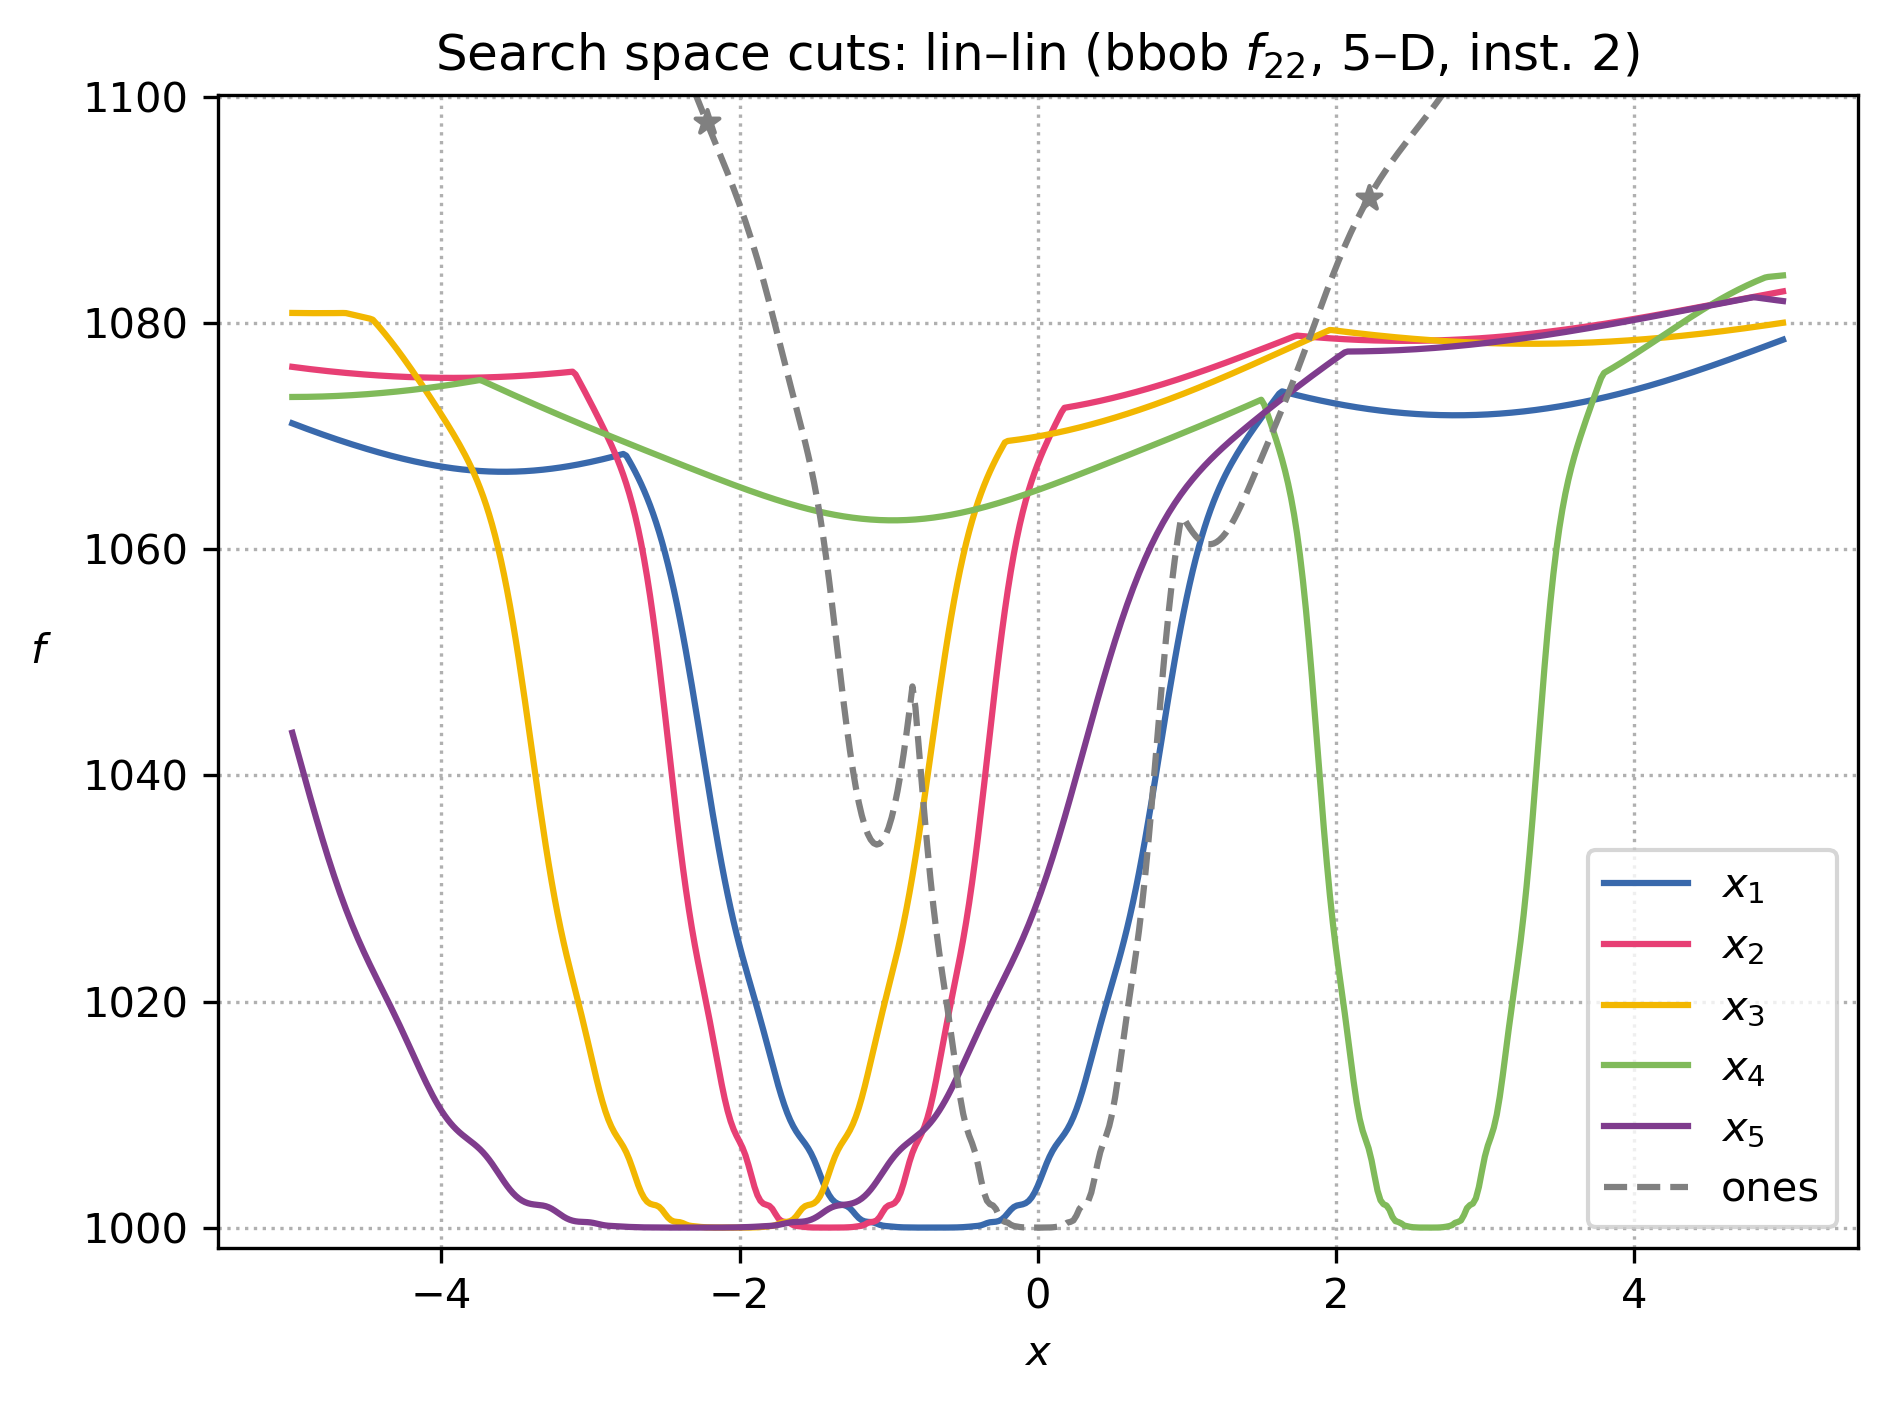 Search space cuts: lin–lin (bbob f₂₂, 5–D, inst. 2)
1100
1080
1060
1040
1020
1000
f
−4
−2
0
2
4
x
x₁
x₂
x₃
x₄
x₅
ones